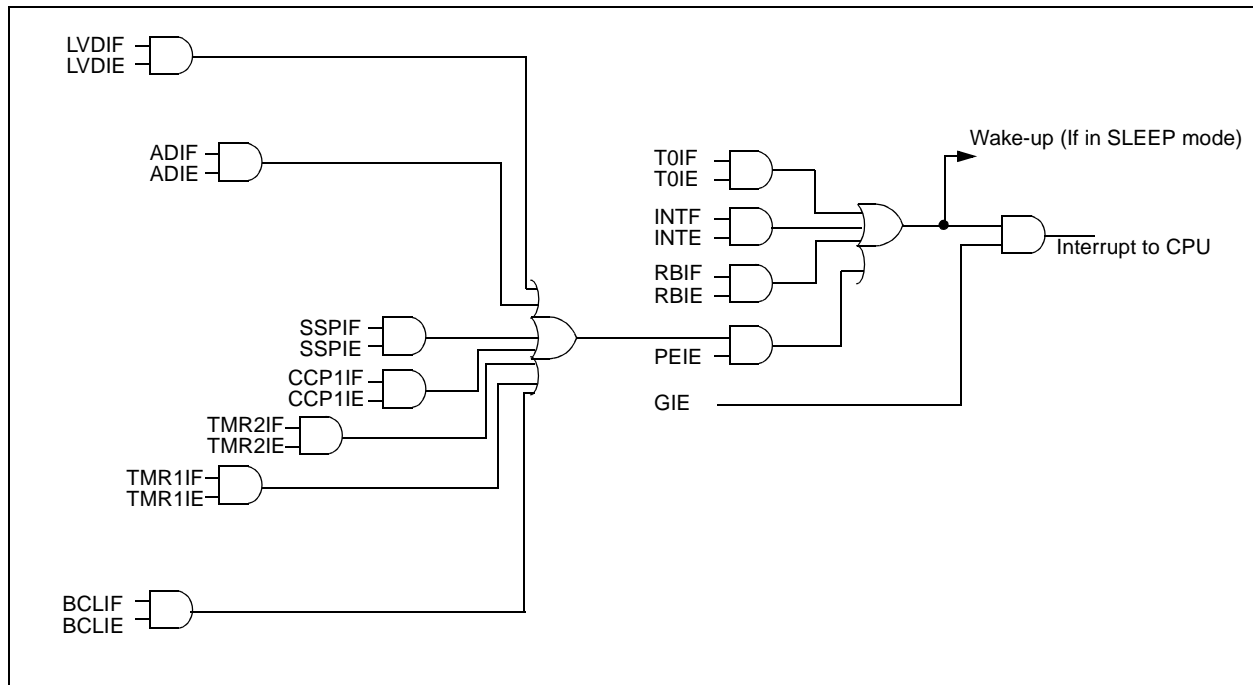 LVDIF
LVDIE
ADIF
ADIE
SSPIF
SSPIE
CCP1IF
CCP1IE
TMR2IF
TMR2IE
TMR1IF
TMR1IE
BCLIF
BCLIE
T0IF
T0IE
INTF
INTE
RBIF
RBIE
PEIE
GIE
Wake-up (If in SLEEP mode)
Interrupt to CPU